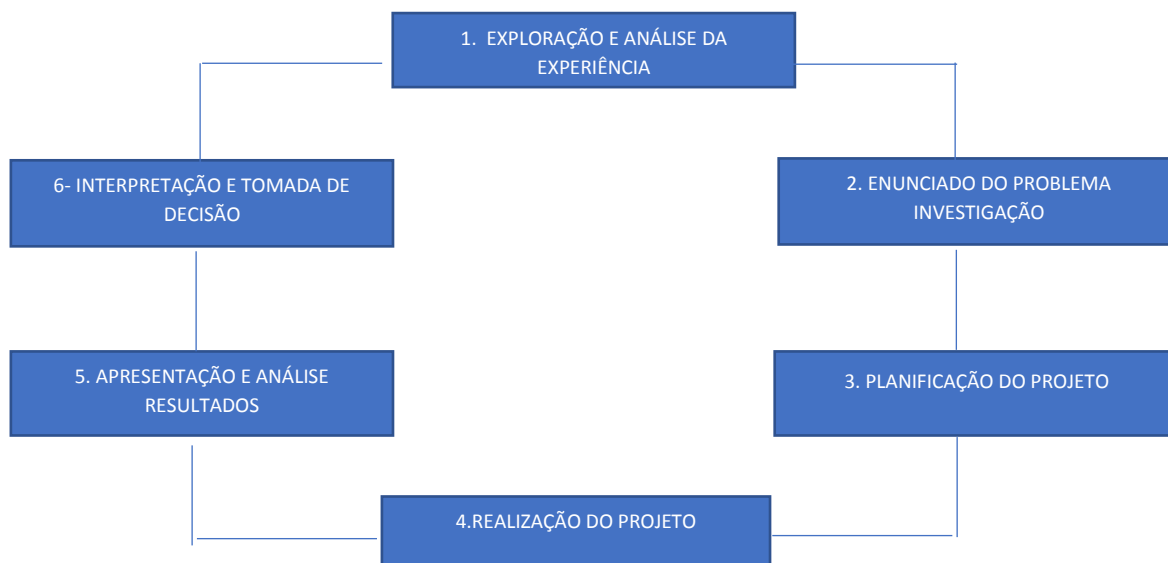 1. EXPLORAÇÃO E ANÁLISE DA
EXPERIÊNCIA
2. ENUNCIADO DO PROBLEMA
INVESTIGAÇÃO
3. PLANIFICAÇÃO DO PROJETO
4.REALIZAÇÃO DO PROJETO
5. APRESENTAÇÃO E ANÁLISE
RESULTADOS
6- INTERPRETAÇÃO E TOMADA DE
DECISÃO